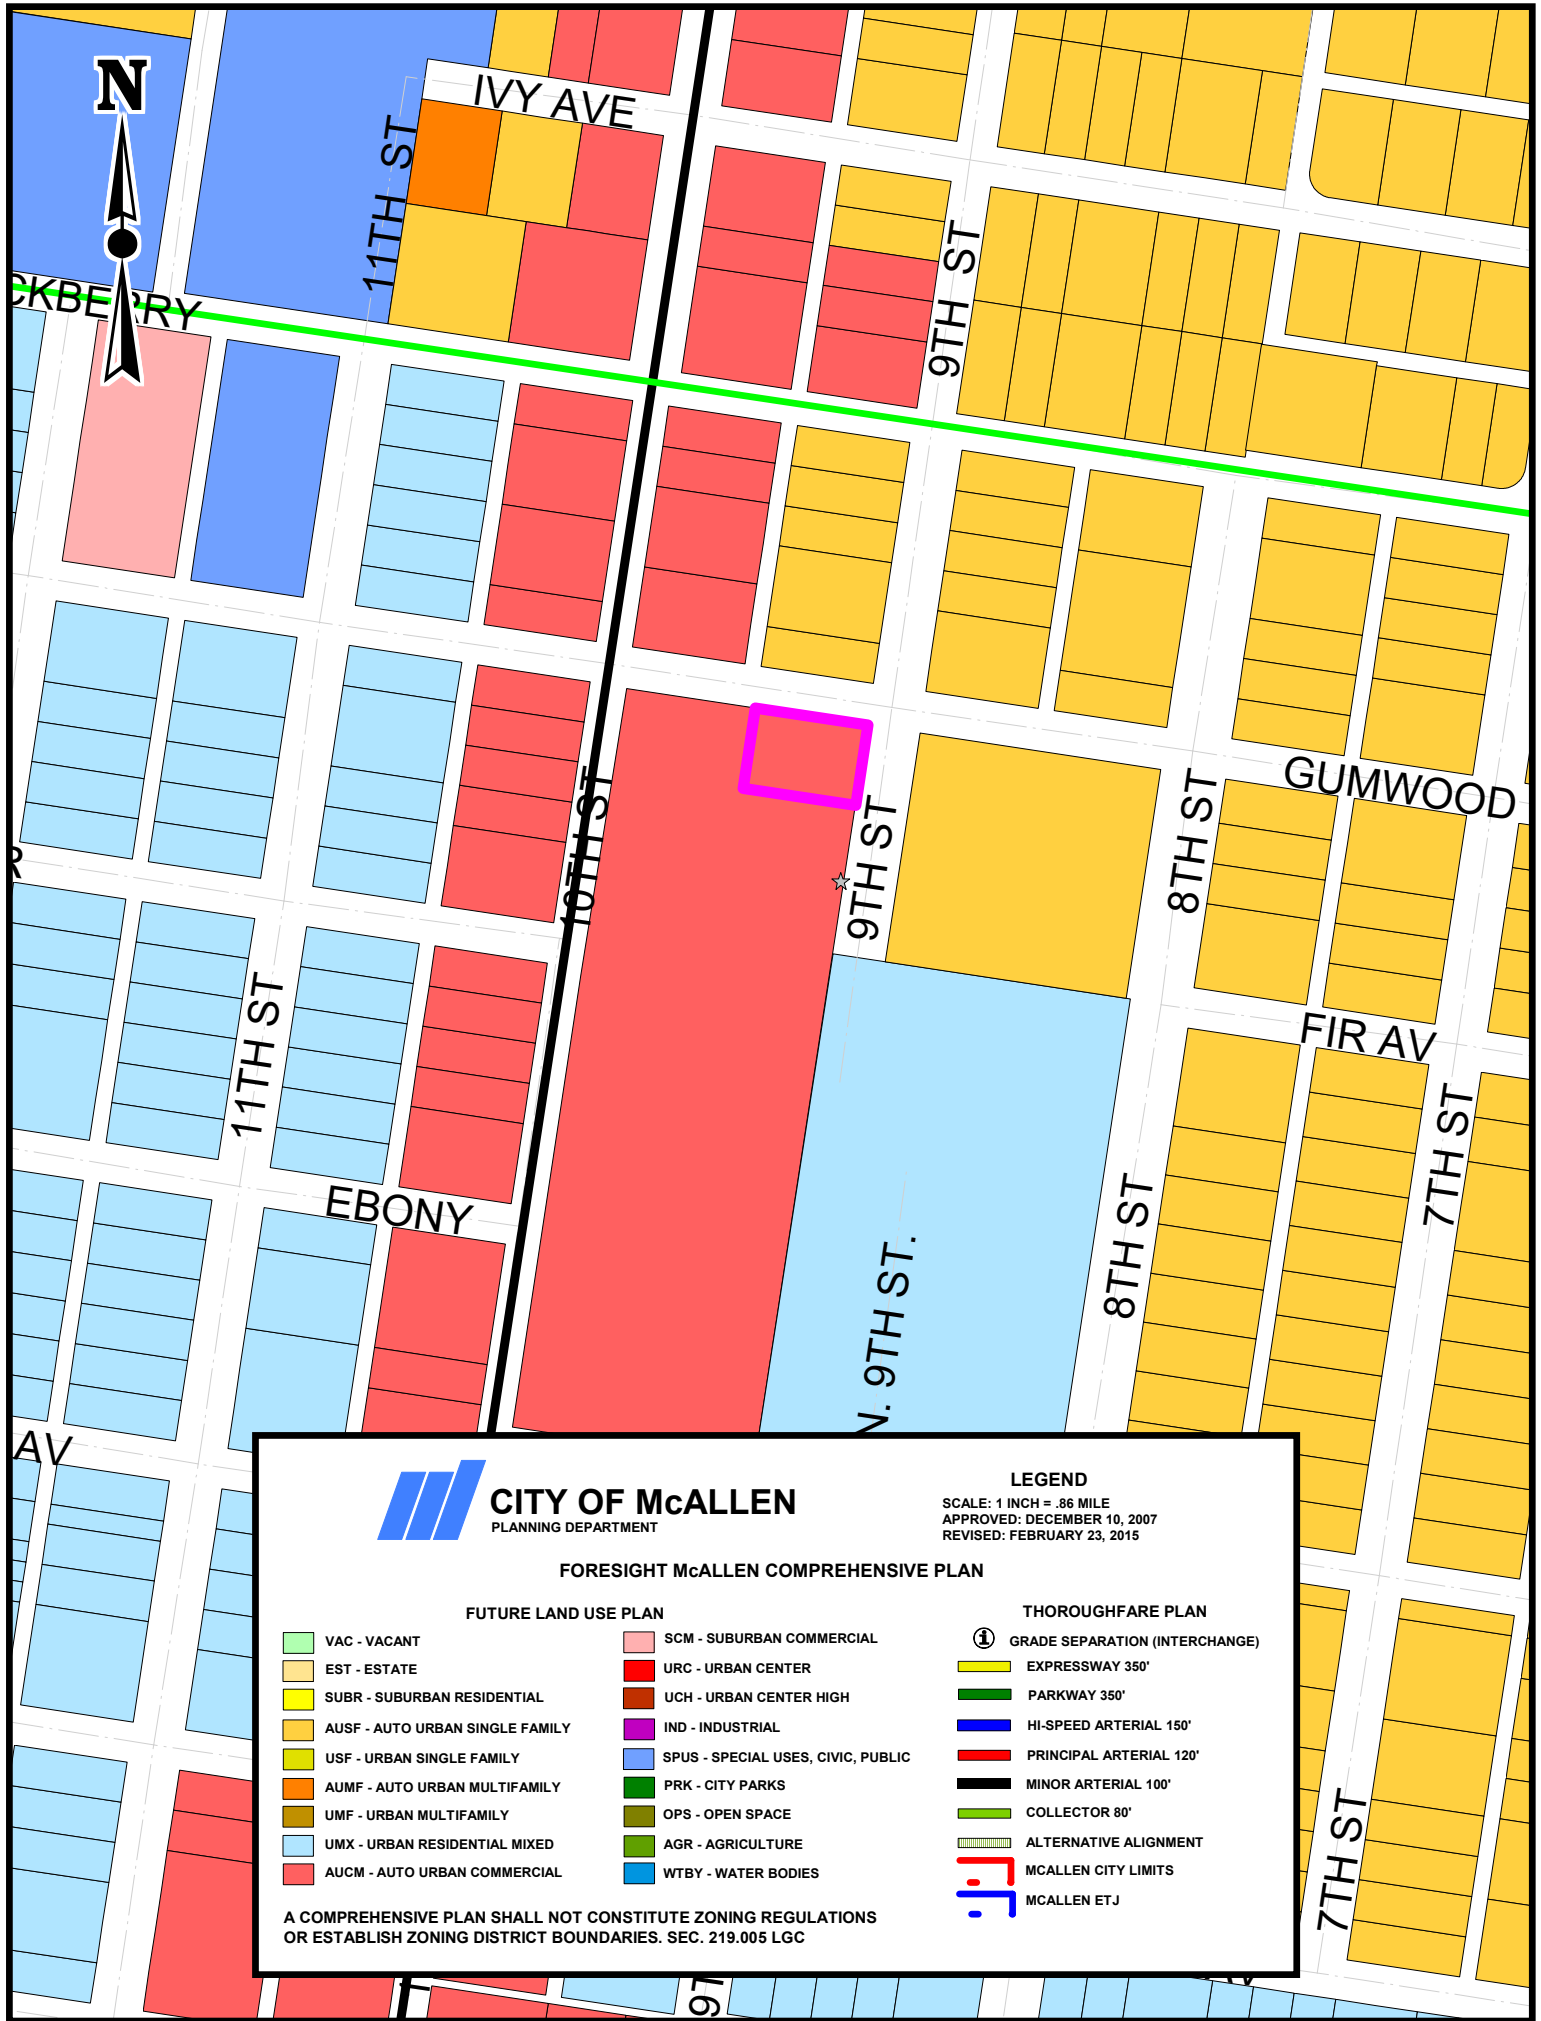 N
IVY AVE
11TH ST
9TH ST
CKBERRY
GUMWOOD
10TH ST
9TH ST
8TH ST
R
11TH ST
FIR AV
7TH ST
EBONY
8TH ST
N. 9TH ST.
AV
CITY OF McALLEN
PLANNING DEPARTMENT
LEGEND
SCALE: 1 INCH = .86 MILE
APPROVED: DECEMBER 10, 2007
REVISED: FEBRUARY 23, 2015
FORESIGHT McALLEN COMPREHENSIVE PLAN
FUTURE LAND USE PLAN
VAC - VACANT
EST - ESTATE
SUBR - SUBURBAN RESIDENTIAL
AUSF - AUTO URBAN SINGLE FAMILY
USF - URBAN SINGLE FAMILY
AUMF - AUTO URBAN MULTIFAMILY
UMF - URBAN MULTIFAMILY
UMX - URBAN RESIDENTIAL MIXED
AUCM - AUTO URBAN COMMERCIAL
SCM - SUBURBAN COMMERCIAL
URC - URBAN CENTER
UCH - URBAN CENTER HIGH
IND - INDUSTRIAL
SPUS - SPECIAL USES, CIVIC, PUBLIC
PRK - CITY PARKS
OPS - OPEN SPACE
AGR - AGRICULTURE
WTBY - WATER BODIES
THOROUGHFARE PLAN
GRADE SEPARATION (INTERCHANGE)
EXPRESSWAY 350'
PARKWAY 350'
HI-SPEED ARTERIAL 150'
PRINCIPAL ARTERIAL 120'
MINOR ARTERIAL 100'
COLLECTOR 80'
ALTERNATIVE ALIGNMENT
MCALLEN CITY LIMITS
MCALLEN ETJ
A COMPREHENSIVE PLAN SHALL NOT CONSTITUTE ZONING REGULATIONS
OR ESTABLISH ZONING DISTRICT BOUNDARIES. SEC. 219.005 LGC
7TH ST